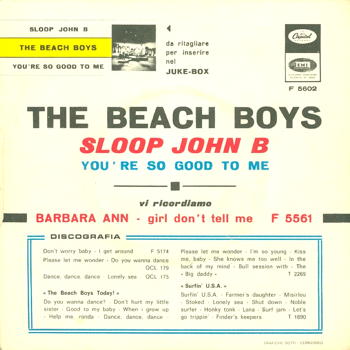 SLOOP JOHN B
THE BEACH BOYS
YOU'RE SO GOOD TO ME
da ritagliare
per inserire
nel
JUKE-BOX
Capitol
EMI
F 5602
THE BEACH BOYS
SLOOP JOHN B
YOU'RE SO GOOD TO ME
vi ricordiamo
BARBARA ANN - girl don't tell me F 5561
DISCOGRAFIA
Don't worry baby - I get around F 5174
Please let me wonder - Do you wanna dance
QCL 179
Dance, dance, dance - Lonely sea QCL 175
« The Beach Boys Today! »
Do you wanna dance? - Don't hurt my little
sister - Good to my baby - When i grow up
- Help me ronda - Dance, dance, dance -
Please let me wonder - I'm so young - Kiss
me, baby - She knows me too well - In the
back of my mind - Bull session with - The
« Big daddy » T 2269
« Surfin' U.S.A. »
Surfin' U.S.A. - Farmer's daughter - Misirlou
- Stoked - Lonely sea - Shut down - Noble
surfer - Honky tonk - Lana - Surf jam - Let's
go trippin' - Finder's keepers T 1890